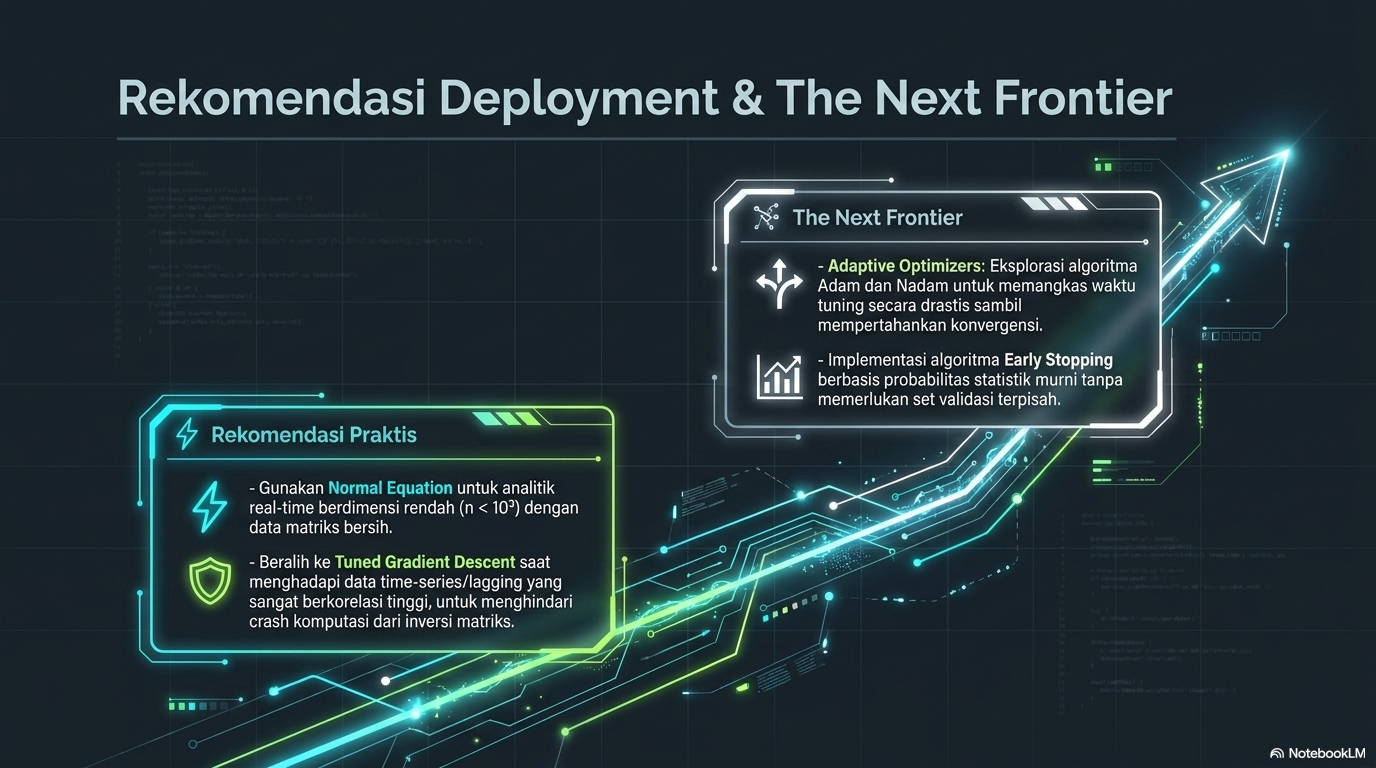 Rekomendasi Deployment & The Next Frontier
The Next Frontier
- Adaptive Optimizers: Eksplorasi algoritma
Adam dan Nadam untuk memangkas waktu
tuning secara drastis sambil
mempertahankan konvergensi.
- Implementasi algoritma Early Stopping
berbasis probabilitas statistik murni tanpa
memerlukan set validasi terpisah.
Rekomendasi Praktis
- Gunakan Normal Equation untuk analitik
real-time berdimensi rendah (n < 10³) dengan
data matriks bersih.
- Beralih ke Tuned Gradient Descent saat
menghadapi data time-series/lagging yang
sangat berkorelasi tinggi, untuk menghindari
crash komputasi dari inversi matriks.
NotebookLM